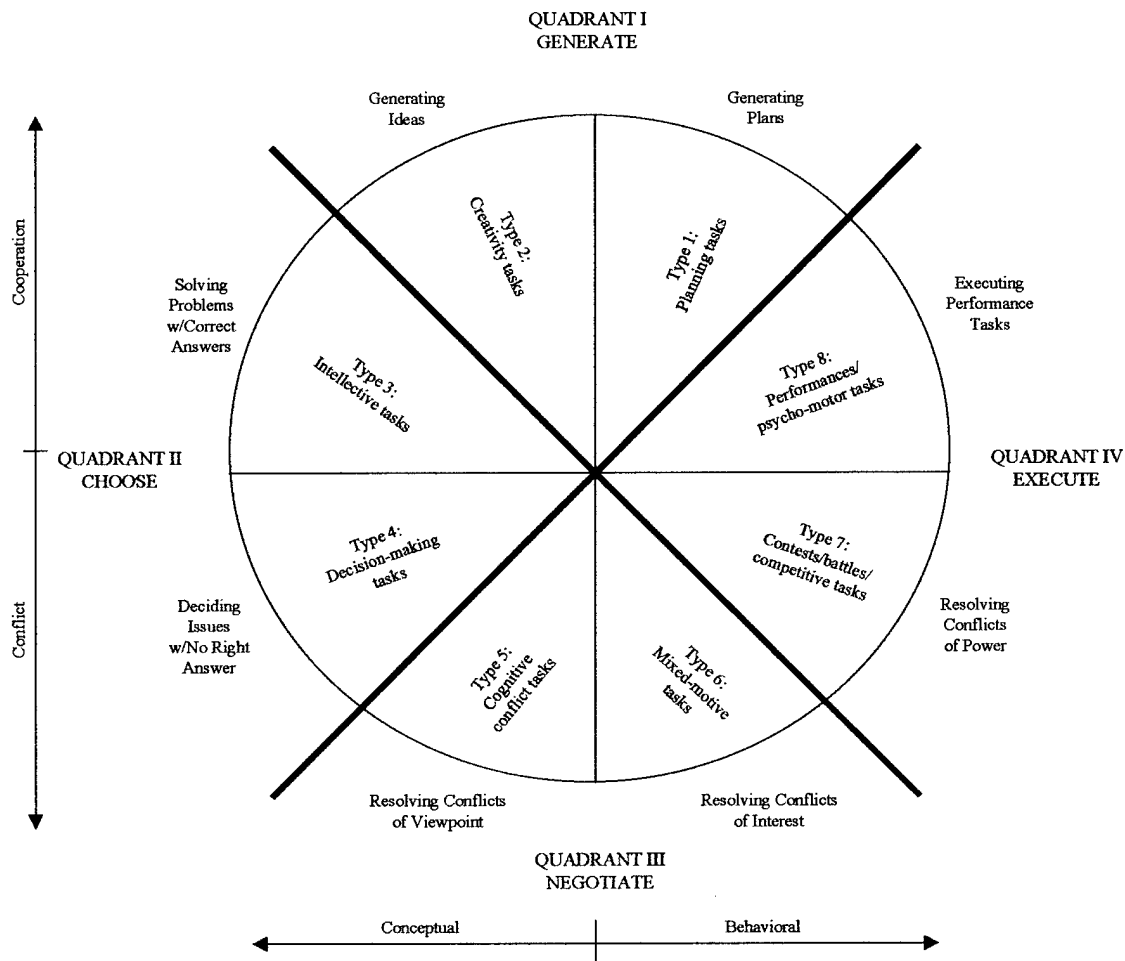 QUADRANT I
GENERATE
Generating
Ideas
Generating
Plans
Cooperation
Type 2:
Creativity tasks
Type 1:
Planning tasks
Solving
Problems
w/Correct
Answers
Executing
Performance
Tasks
Type 3:
Intellective tasks
Type 8:
Performances/
psycho-motor tasks
QUADRANT II
CHOOSE
QUADRANT IV
EXECUTE
Type 4:
Decision-making
tasks
Type 7:
Contests/battles/
competitive tasks
Conflict
Deciding
Issues
w/No Right
Answer
Resolving
Conflicts
of Power
Type 5:
Cognitive
conflict tasks
Type 6:
Mixed-motive
tasks
Resolving Conflicts
of Viewpoint
Resolving Conflicts
of Interest
QUADRANT III
NEGOTIATE
Conceptual
Behavioral